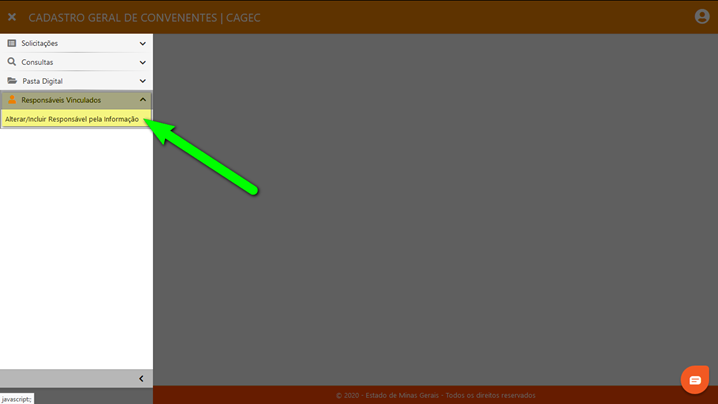 CADASTRO GERAL DE CONVENENTES | CAGEC
Solicitações
Consultas
Pasta Digital
Responsáveis Vinculados
Alterar/Incluir Responsável pela Informação
© 2020 - Estado de Minas Gerais - Todos os direitos reservados
javascript:;